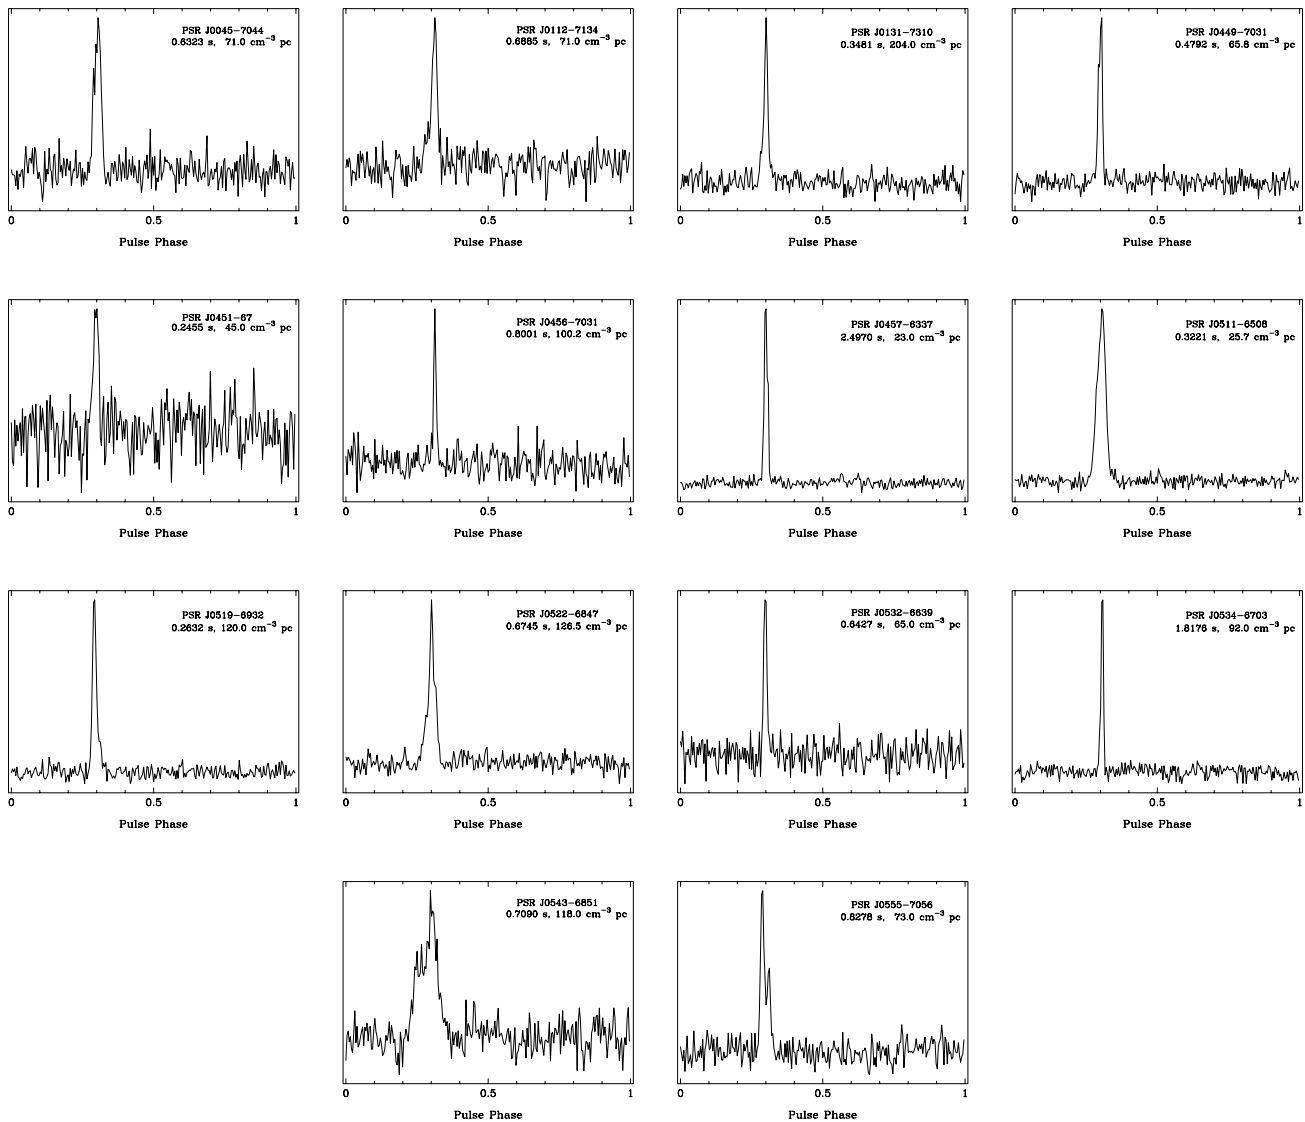 PSR J0045−7044
0.6323 s, 71.0 cm−3 pc
0 0.5 1
Pulse Phase
PSR J0112−7134
0.6885 s, 71.0 cm−3 pc
0 0.5 1
Pulse Phase
PSR J0131−7310
0.3481 s, 204.0 cm−3 pc
0 0.5 1
Pulse Phase
PSR J0449−7031
0.4792 s, 65.8 cm−3 pc
0 0.5 1
Pulse Phase
PSR J0451−67
0.2455 s, 45.0 cm−3 pc
0 0.5 1
Pulse Phase
PSR J0456−7031
0.8001 s, 100.2 cm−3 pc
0 0.5 1
Pulse Phase
PSR J0457−6337
2.4970 s, 23.0 cm−3 pc
0 0.5 1
Pulse Phase
PSR J0511−6508
0.3221 s, 25.7 cm−3 pc
0 0.5 1
Pulse Phase
PSR J0519−6932
0.2632 s, 120.0 cm−3 pc
0 0.5 1
Pulse Phase
PSR J0522−6847
0.6745 s, 126.5 cm−3 pc
0 0.5 1
Pulse Phase
PSR J0532−6639
0.6427 s, 65.0 cm−3 pc
0 0.5 1
Pulse Phase
PSR J0534−6703
1.8176 s, 92.0 cm−3 pc
0 0.5 1
Pulse Phase
PSR J0543−6851
0.7090 s, 118.0 cm−3 pc
0 0.5 1
Pulse Phase
PSR J0555−7056
0.8278 s, 73.0 cm−3 pc
0 0.5 1
Pulse Phase